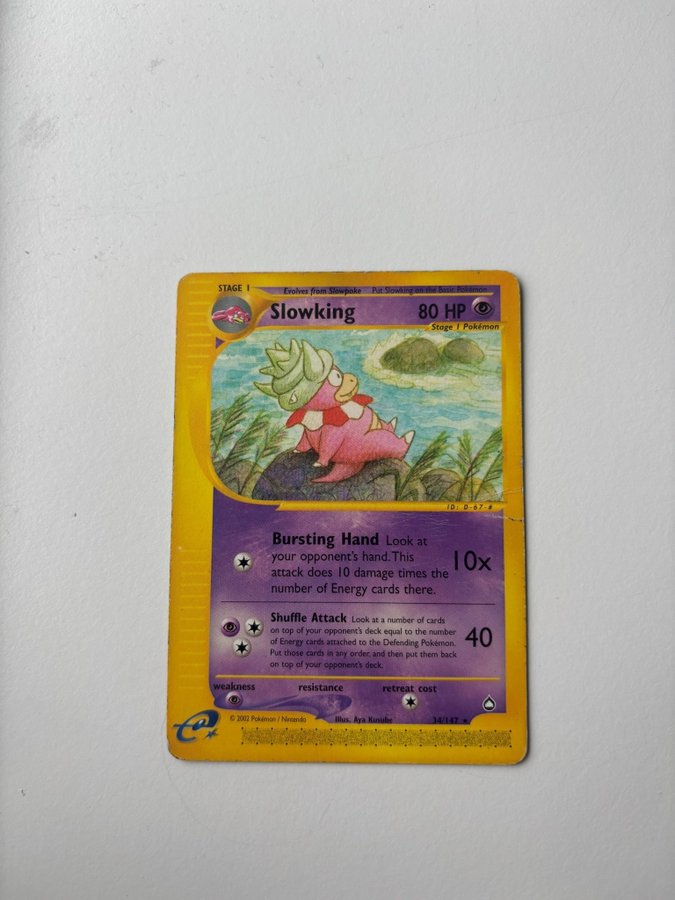 STAGE 1 Evolves from Slowpoke Put Slowking on the Basic Pokémon
Slowking 80 HP
Stage 1 Pokémon
ID: D-67-#
Bursting Hand Look at
your opponent's hand. This
attack does 10 damage times the
number of Energy cards there.
10x
Shuffle Attack Look at a number of cards
on top of your opponent's deck equal to the number
of Energy cards attached to the Defending Pokémon.
Put those cards in any order, and then put them back
on top of your opponent's deck.
40
weakness resistance retreat cost
e
© 2002 Pokémon / Nintendo Illus. Aya Kusube 34/147 ★